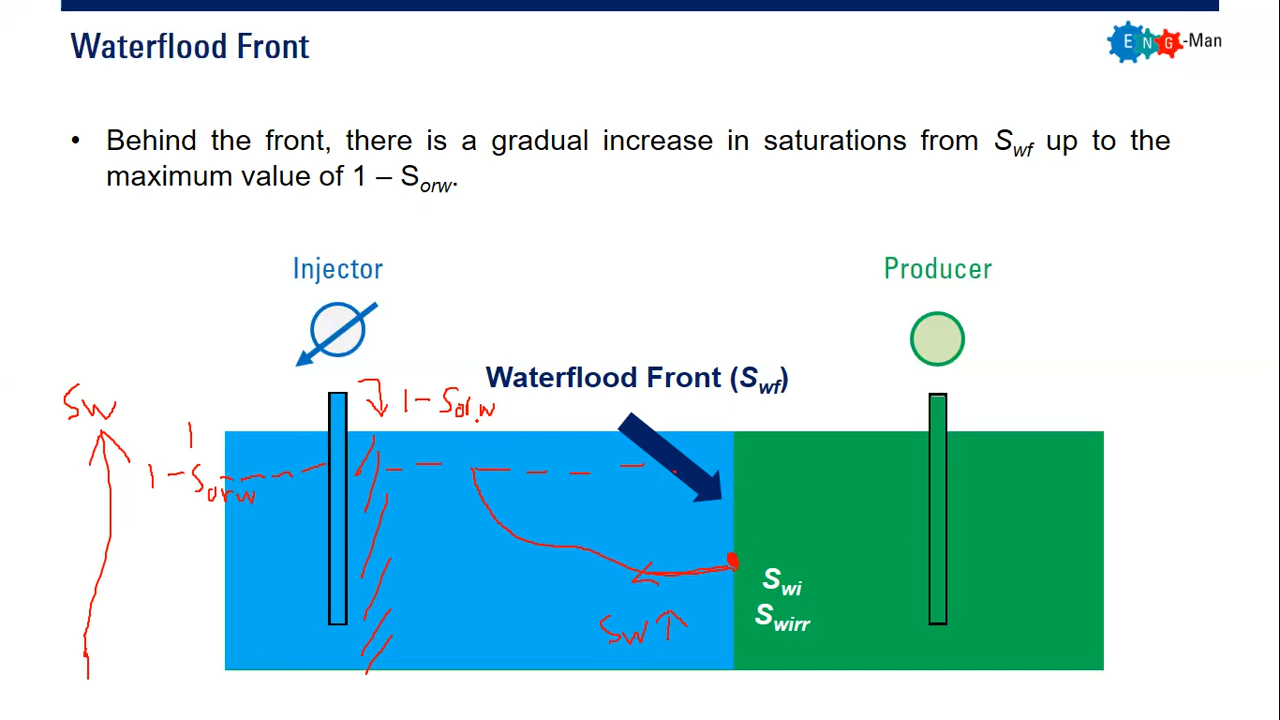 Waterflood Front
ENG-Man
• Behind the front, there is a gradual increase in saturations from Swf up to the
maximum value of 1 – Sorw.
Injector
Producer
Waterflood Front (Swf)
Sw
1 - Sorw
1
1 - Sorw
Swi
Swirr
Sw ↑